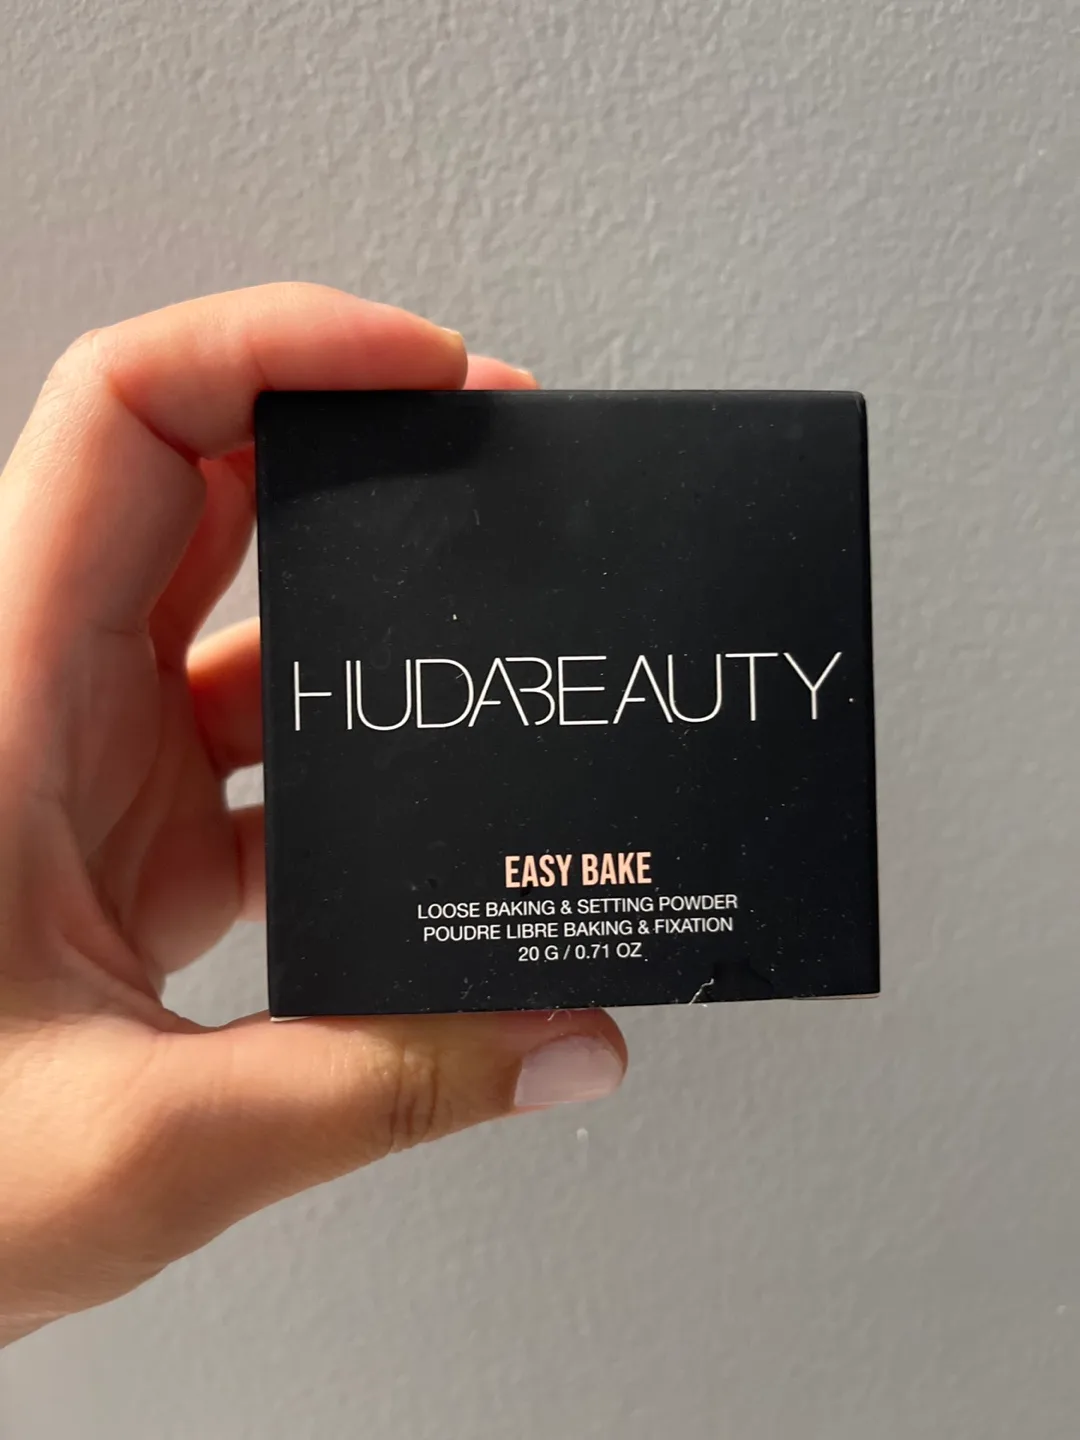 HUDABEAUTY
EASY BAKE
LOOSE BAKING & SETTING POWDER
POUDRE LIBRE BAKING & FIXATION
20 G / 0.71 OZ